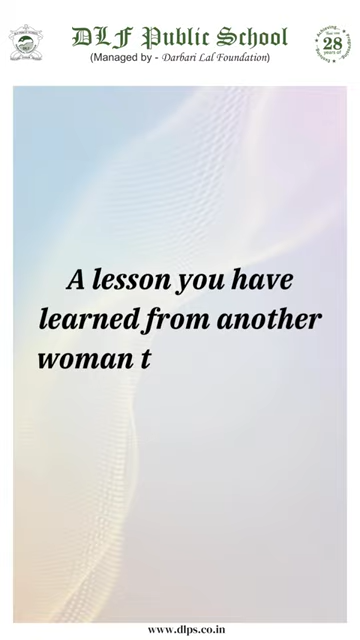 DLF Public School
(Managed by - Darbari Lal Foundation)
28
A lesson you have
learned from another
woman t
www.dlps.co.in